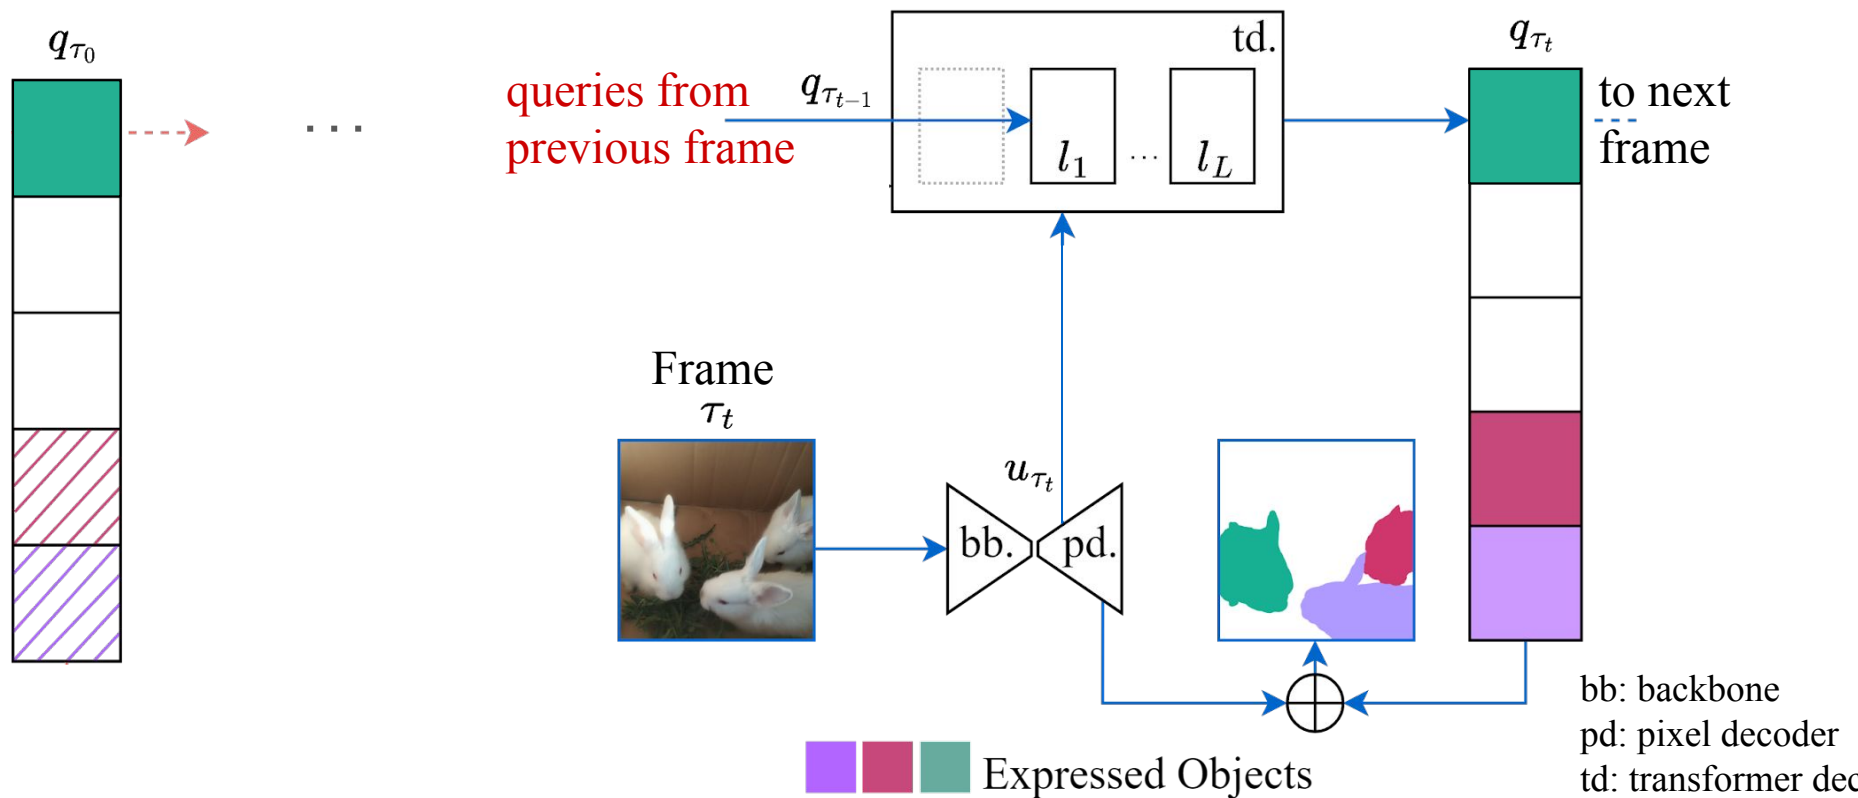 q_{τ_0}
...
queries from
previous frame
q_{τ_{t-1}}
td.
l_1 ... l_L
q_{τ_t}
to next
frame
Frame
τ_t
u_{τ_t}
bb. pd.
Expressed Objects
bb: backbone
pd: pixel decoder
td: transformer dec